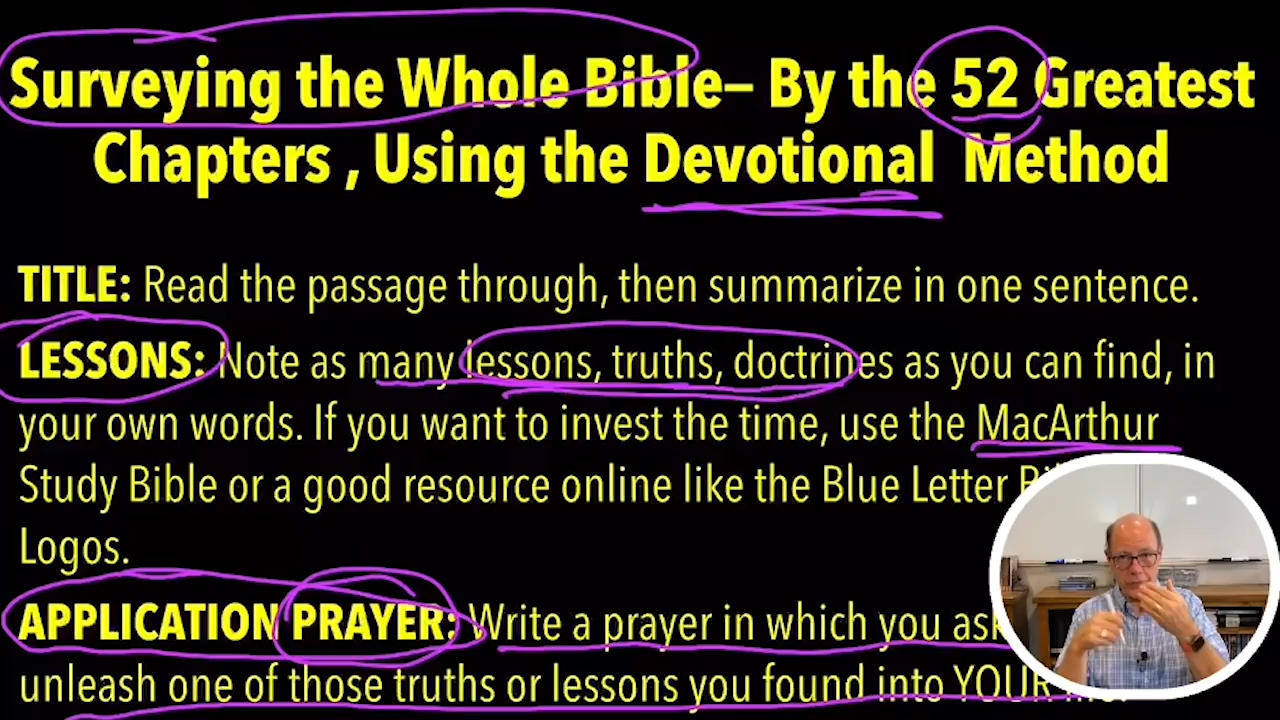 Surveying the Whole Bible– By the 52 Greatest
Chapters , Using the Devotional Method
TITLE: Read the passage through, then summarize in one sentence.
LESSONS: Note as many lessons, truths, doctrines as you can find, in
your own words. If you want to invest the time, use the MacArthur
Study Bible or a good resource online like the Blue Letter
Logos.
APPLICATION PRAYER: Write a prayer in which you ask
unleash one of those truths or lessons you found into YOUR